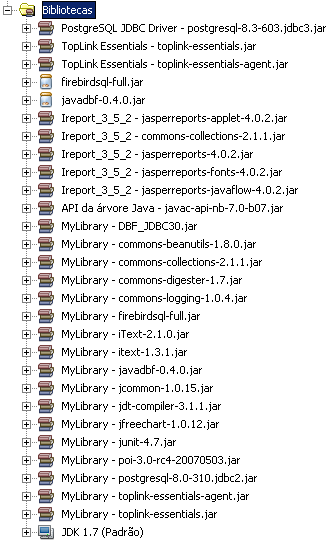 Bibliotecas
PostgreSQL JDBC Driver - postgresql-8.3-603.jdbc3.jar
TopLink Essentials - toplink-essentials.jar
TopLink Essentials - toplink-essentials-agent.jar
firebirdsql-full.jar
javadbf-0.4.0.jar
Ireport_3_5_2 - jasperreports-applet-4.0.2.jar
Ireport_3_5_2 - commons-collections-2.1.1.jar
Ireport_3_5_2 - jasperreports-4.0.2.jar
Ireport_3_5_2 - jasperreports-fonts-4.0.2.jar
Ireport_3_5_2 - jasperreports-javaflow-4.0.2.jar
API da árvore Java - javac-api-nb-7.0-b07.jar
MyLibrary - DBF_JDBC30.jar
MyLibrary - commons-beanutils-1.8.0.jar
MyLibrary - commons-collections-2.1.1.jar
MyLibrary - commons-digester-1.7.jar
MyLibrary - commons-logging-1.0.4.jar
MyLibrary - firebirdsql-full.jar
MyLibrary - iText-2.1.0.jar
MyLibrary - itext-1.3.1.jar
MyLibrary - javadbf-0.4.0.jar
MyLibrary - jcommon-1.0.15.jar
MyLibrary - jdt-compiler-3.1.1.jar
MyLibrary - jfreechart-1.0.12.jar
MyLibrary - junit-4.7.jar
MyLibrary - poi-3.0-rc4-20070503.jar
MyLibrary - postgresql-8.0-310.jdbc2.jar
MyLibrary - toplink-essentials-agent.jar
MyLibrary - toplink-essentials.jar
JDK 1.7 (Padrão)